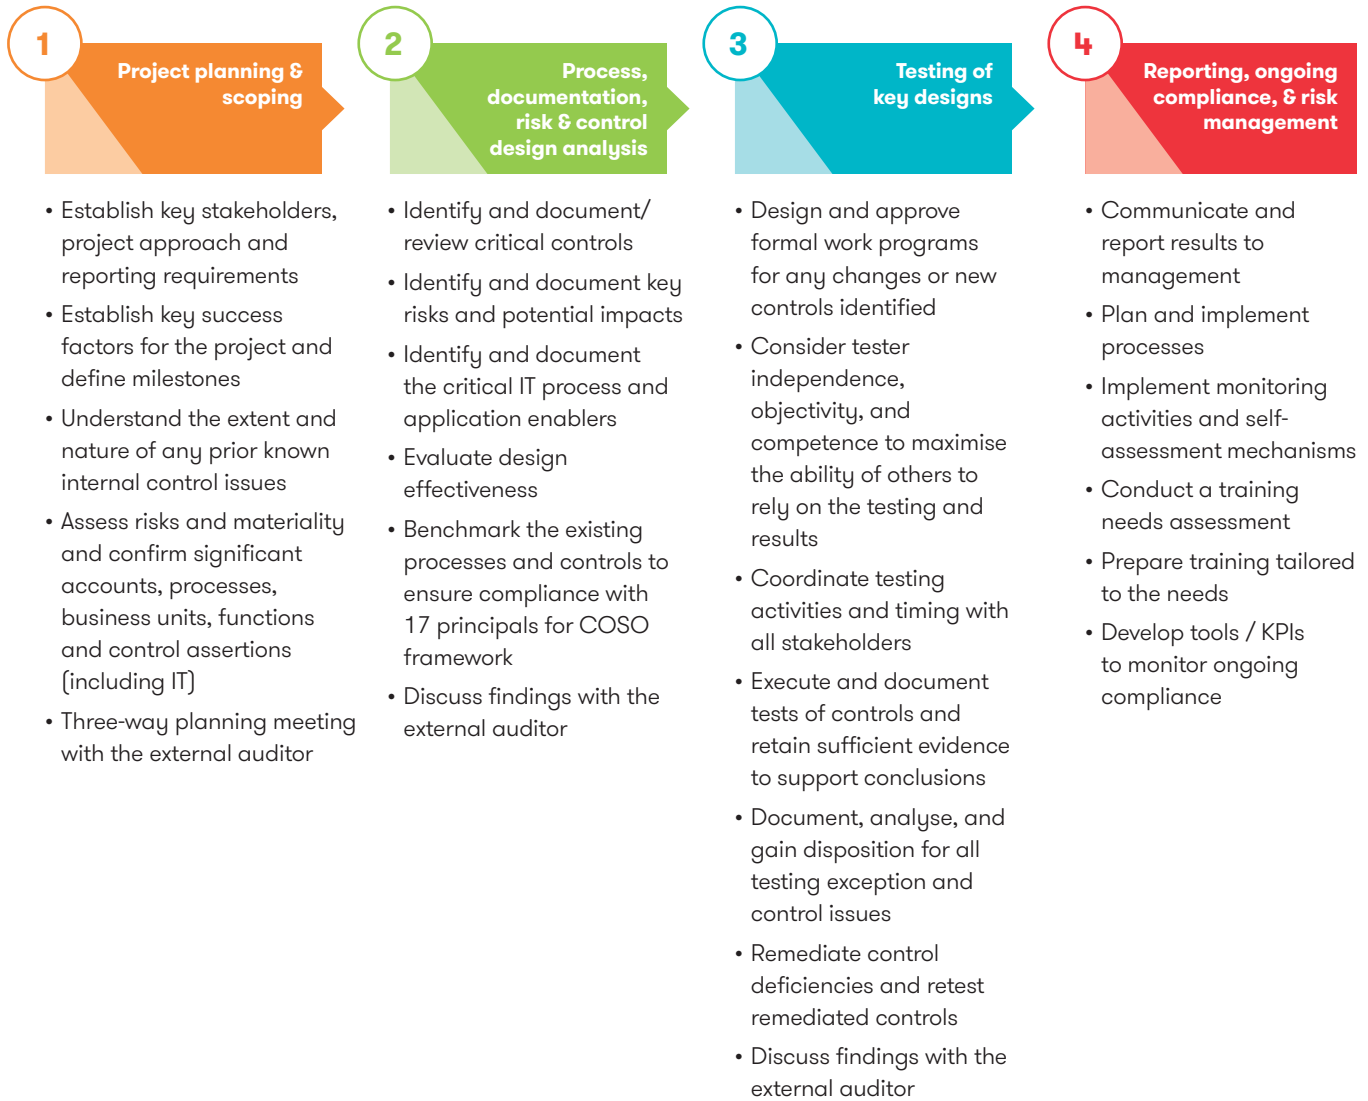 1
Project planning &
scoping
• Establish key stakeholders,
project approach and
reporting requirements
• Establish key success
factors for the project and
define milestones
• Understand the extent and
nature of any prior known
internal control issues
• Assess risks and materiality
and confirm significant
accounts, processes,
business units, functions
and control assertions
(including IT)
• Three-way planning meeting
with the external auditor
2
Process,
documentation,
risk & control
design analysis
• Identify and document/
review critical controls
• Identify and document key
risks and potential impacts
• Identify and document
the critical IT process and
application enablers
• Evaluate design
effectiveness
• Benchmark the existing
processes and controls to
ensure compliance with
17 principals for COSO
framework
• Discuss findings with the
external auditor
3
Testing of
key designs
• Design and approve
formal work programs
for any changes or new
controls identified
• Consider tester
independence,
objectivity, and
competence to maximise
the ability of others to
rely on the testing and
results
• Coordinate testing
activities and timing with
all stakeholders
• Execute and document
tests of controls and
retain sufficient evidence
to support conclusions
• Document, analyse, and
gain disposition for all
testing exception and
control issues
• Remediate control
deficiencies and retest
remediated controls
• Discuss findings with the
external auditor
4
Reporting, ongoing
compliance, & risk
management
• Communicate and
report results to
management
• Plan and implement
processes
• Implement monitoring
activities and self-
assessment mechanisms
• Conduct a training
needs assessment
• Prepare training tailored
to the needs
• Develop tools / KPIs
to monitor ongoing
compliance